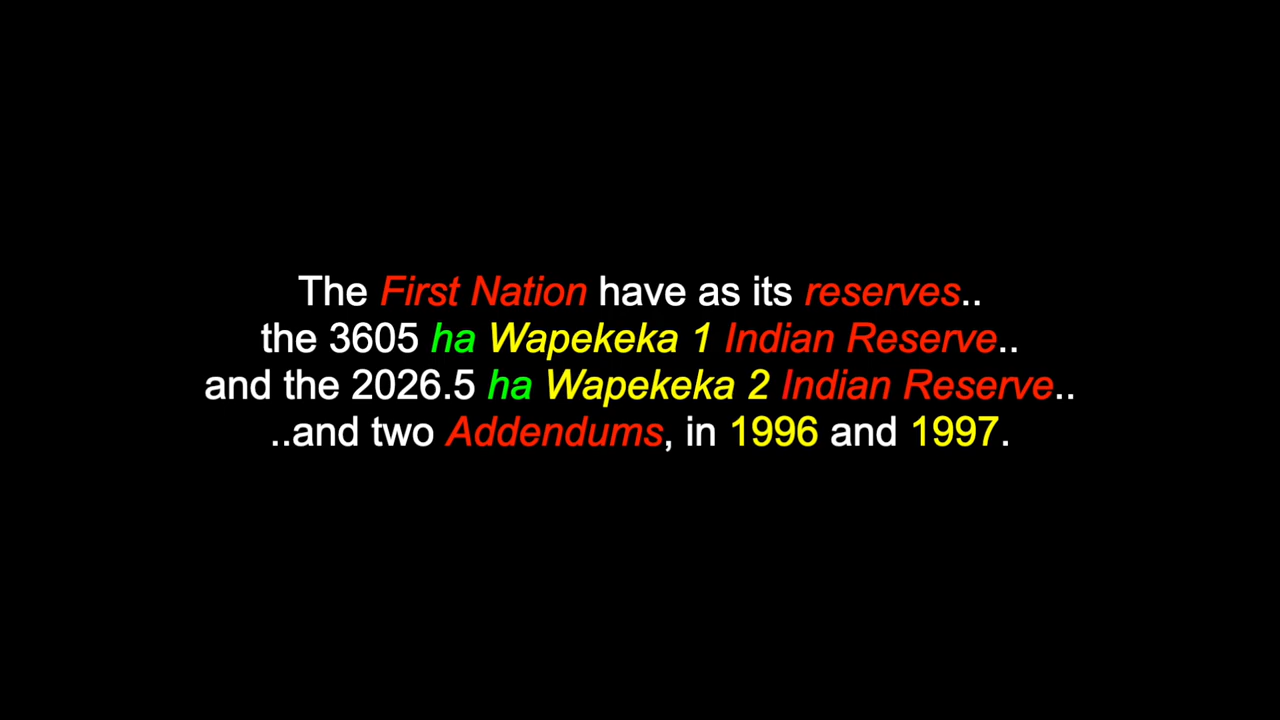 The First Nation have as its reserves..
the 3605 ha Wapekeka 1 Indian Reserve..
and the 2026.5 ha Wapekeka 2 Indian Reserve..
..and two Addendums, in 1996 and 1997.